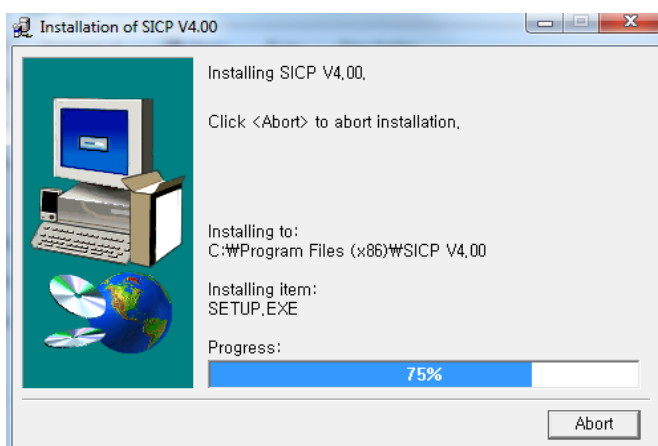 Installation of SICP V4.00
Installing SICP V4.00.
Click <Abort> to abort installation.
Installing to:
C:₩Program Files (x86)₩SICP V4.00
Installing item:
SETUP.EXE
Progress:
75%
Abort